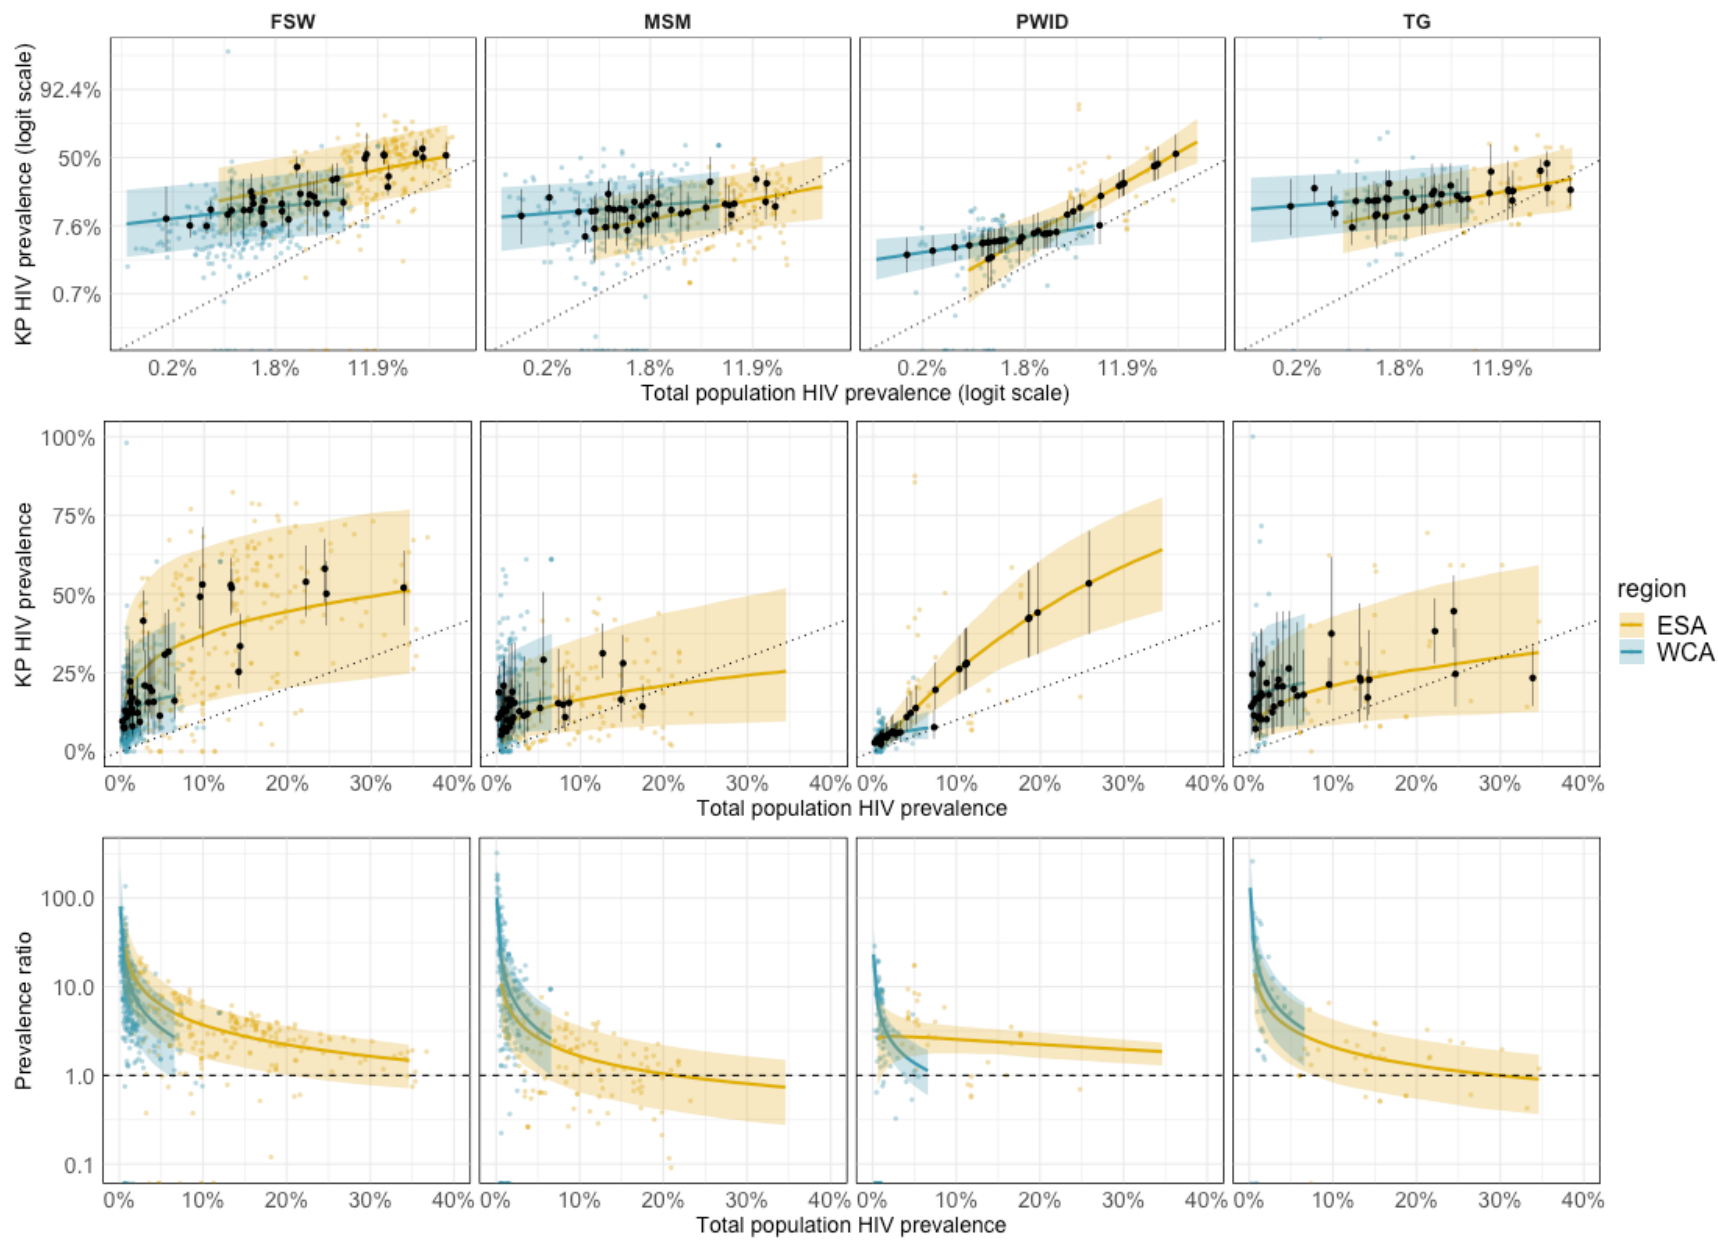 FSW MSM PWID TG
KP HIV prevalence (logit scale)
92.4%
50%
7.6%
0.7%
0.2% 1.8% 11.9% 0.2% 1.8% 11.9% 0.2% 1.8% 11.9% 0.2% 1.8% 11.9%
Total population HIV prevalence (logit scale)
KP HIV prevalence
100%
75%
50%
25%
0%
0% 10% 20% 30% 40% 0% 10% 20% 30% 40% 0% 10% 20% 30% 40% 0% 10% 20% 30% 40%
Total population HIV prevalence
region
ESA
WCA
Prevalence ratio
100.0
10.0
1.0
0.1
0% 10% 20% 30% 40% 0% 10% 20% 30% 40% 0% 10% 20% 30% 40% 0% 10% 20% 30% 40%
Total population HIV prevalence